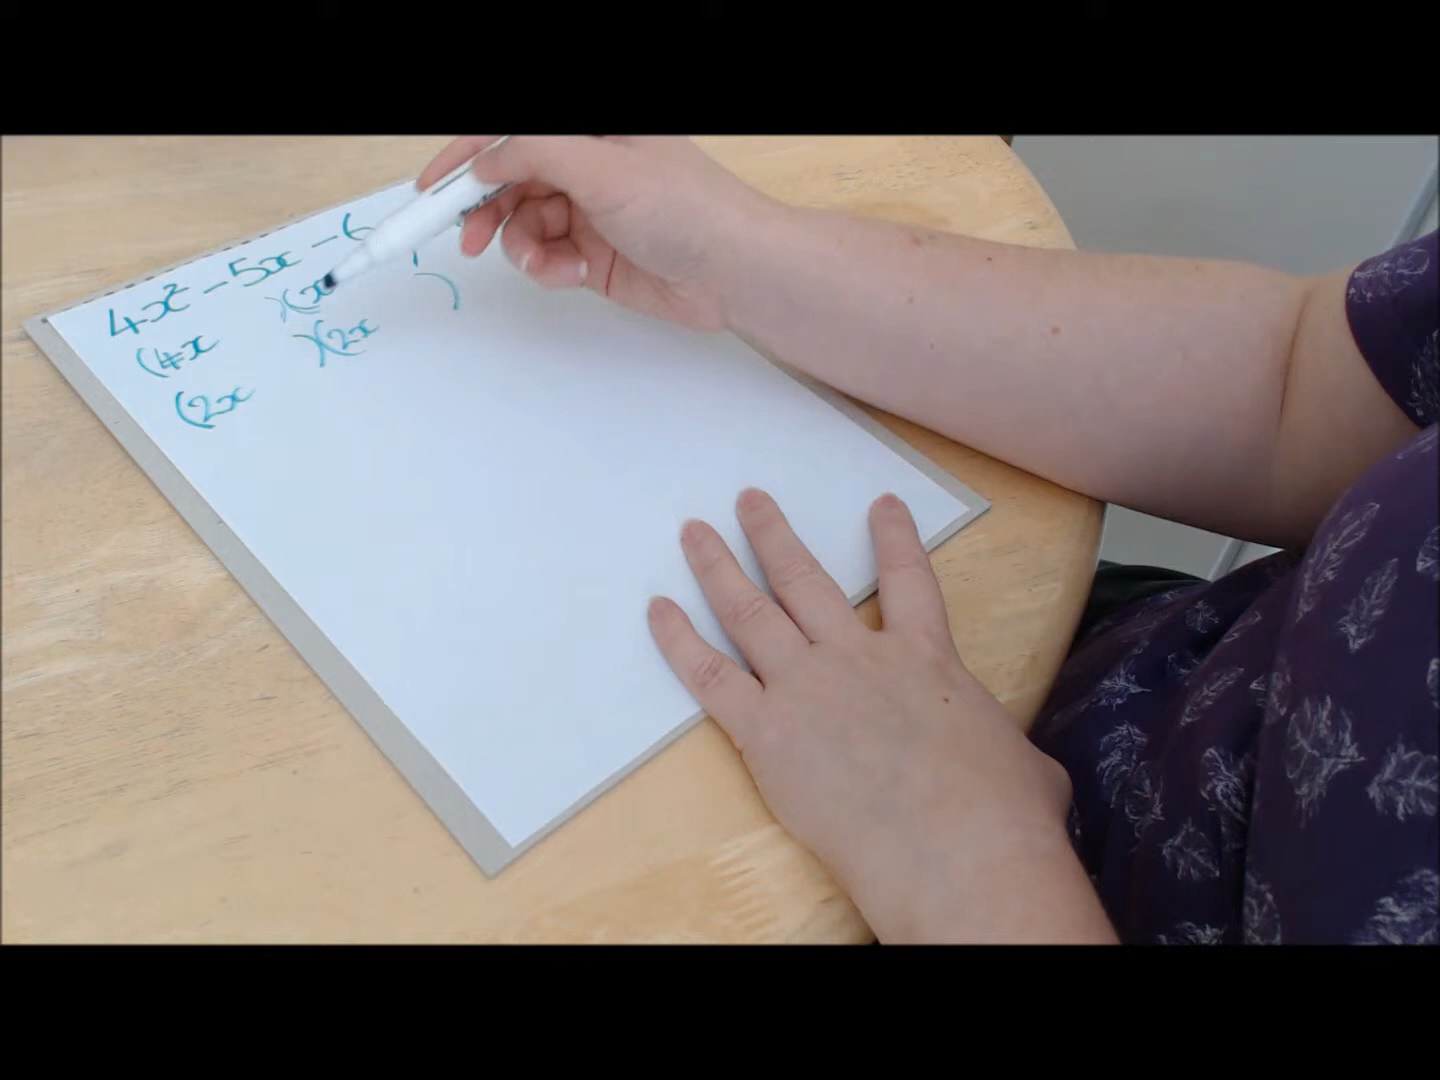 4x² - 5x - 6
(4x )(x
(2x )(2x )